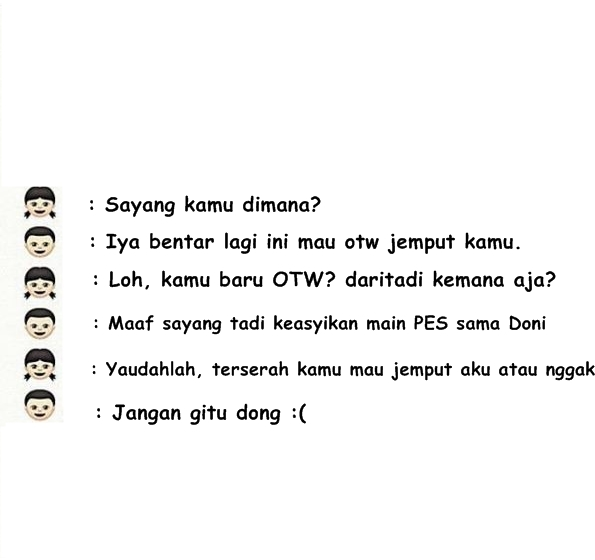 : Sayang kamu dimana?
: Iya bentar lagi ini mau otw jemput kamu.
: Loh, kamu baru OTW? daritadi kemana aja?
: Maaf sayang tadi keasyikan main PES sama Doni
: Yaudahlah, terserah kamu mau jemput aku atau nggak
: Jangan gitu dong :(